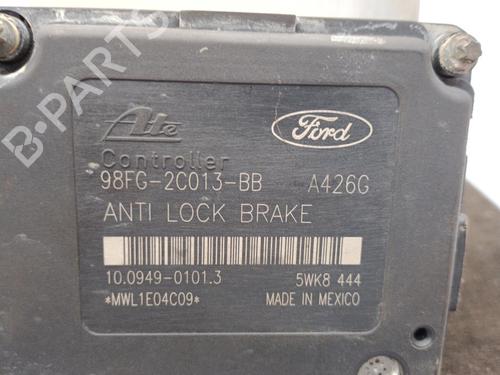 B-PARTS
Ate
Ford
Controller
98FG-2C013-BB A426G
ANTI LOCK BRAKE
10.0949-0101.3 5WK8 444
*MWL1E04C09* MADE IN MEXICO